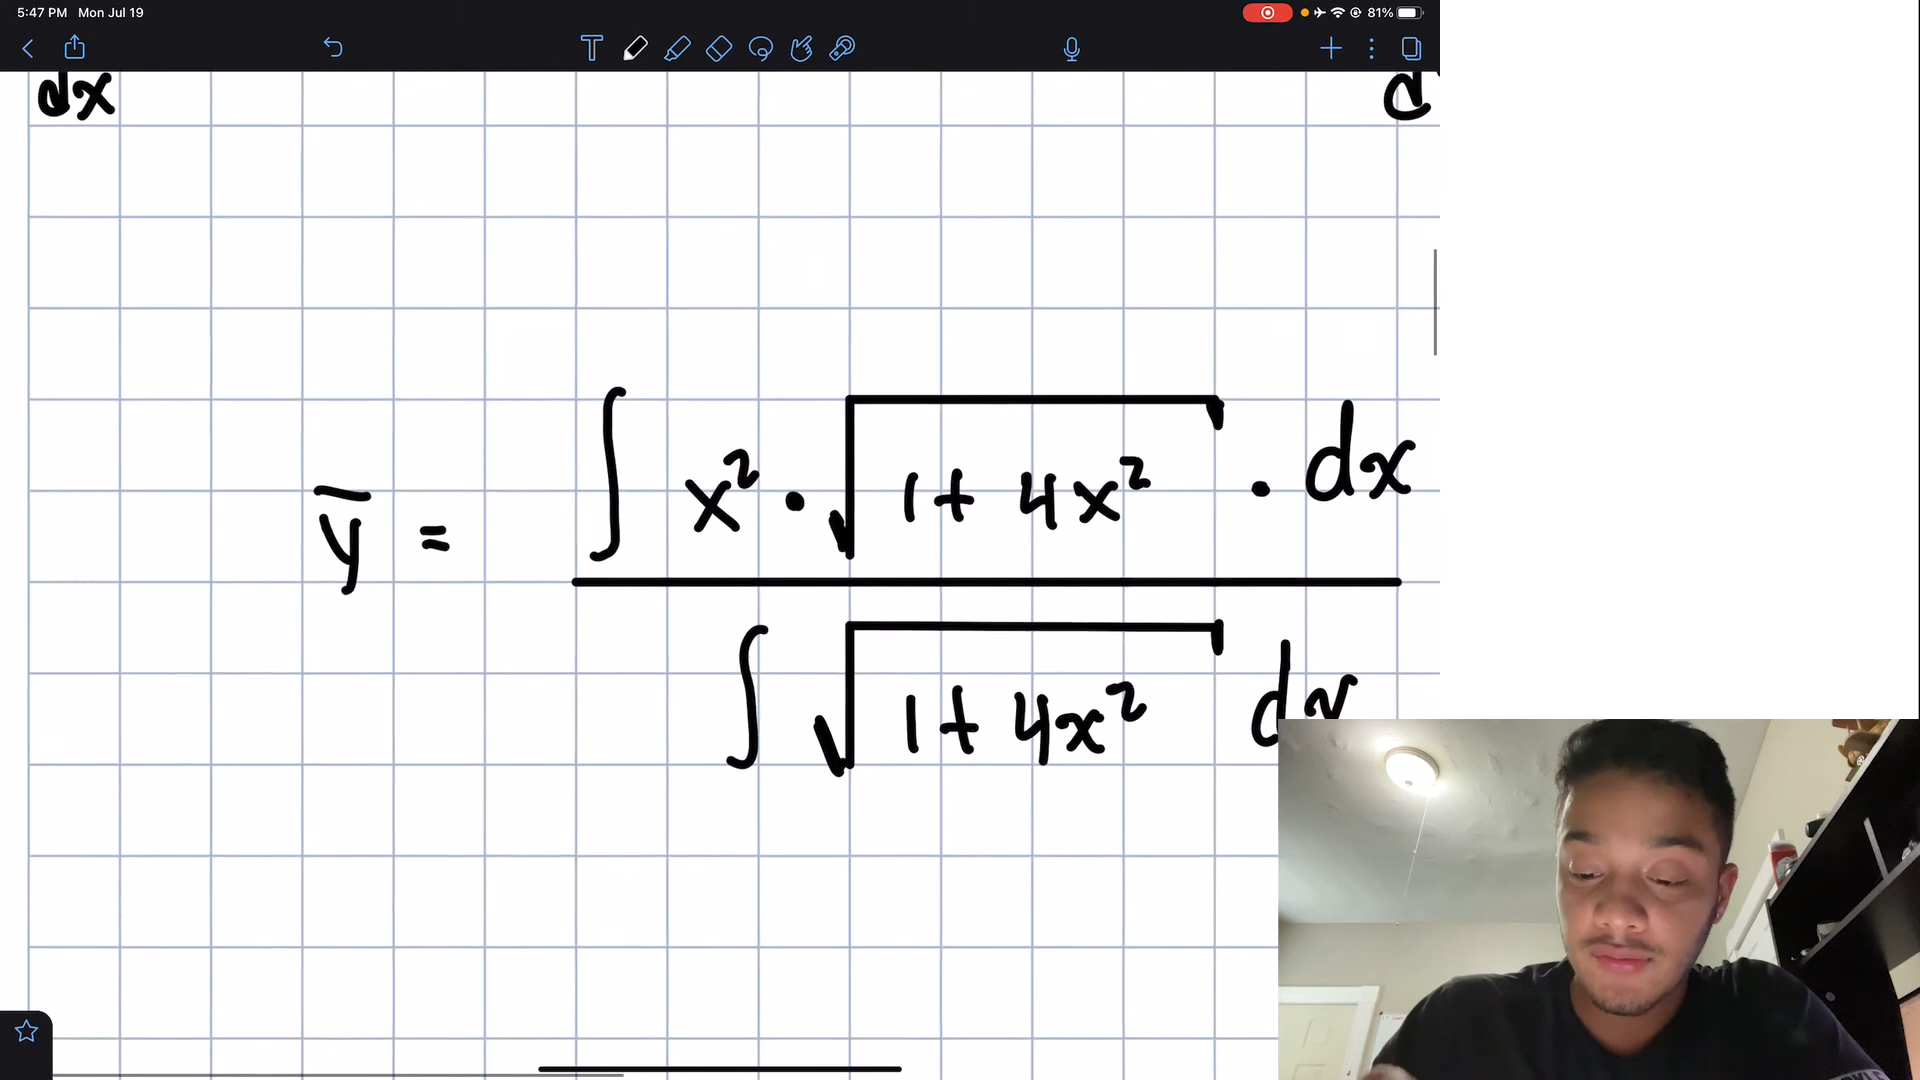 5:47 PM Mon Jul 19
81%
dx
d
y̅ = ∫ x² · √(1 + 4x²) · dx
∫ √(1 + 4x²) dx